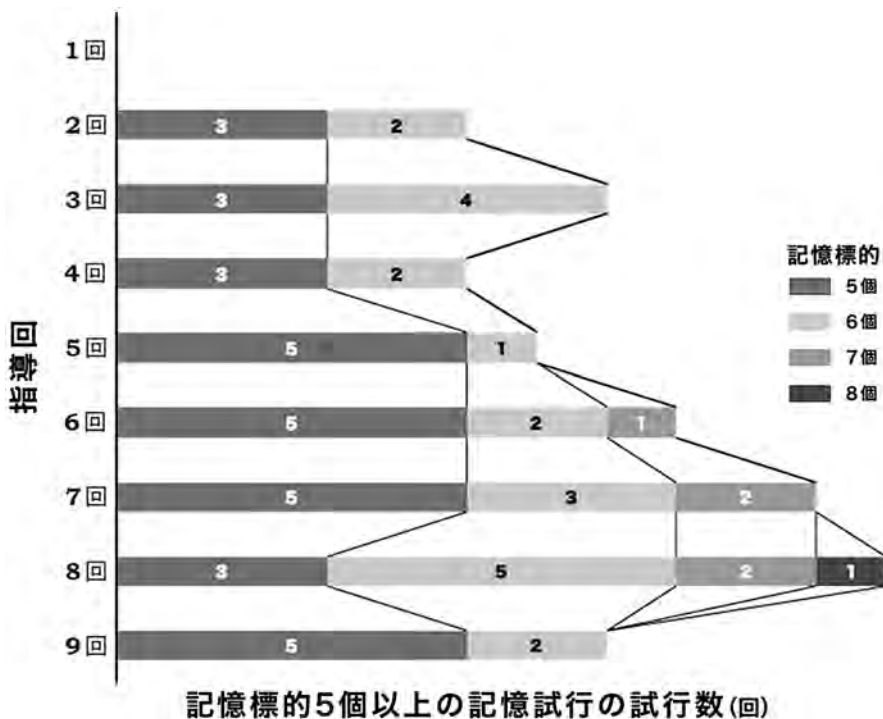 1回
2回 3 2
3回 3 4
4回 3 2
5回 5 1
6回 5 2 1
7回 5 3 2
8回 3 5 2 1
9回 5 2
指導回
記憶標的5個以上の記憶試行の試行数(回)
記憶標的
5個
6個
7個
8個